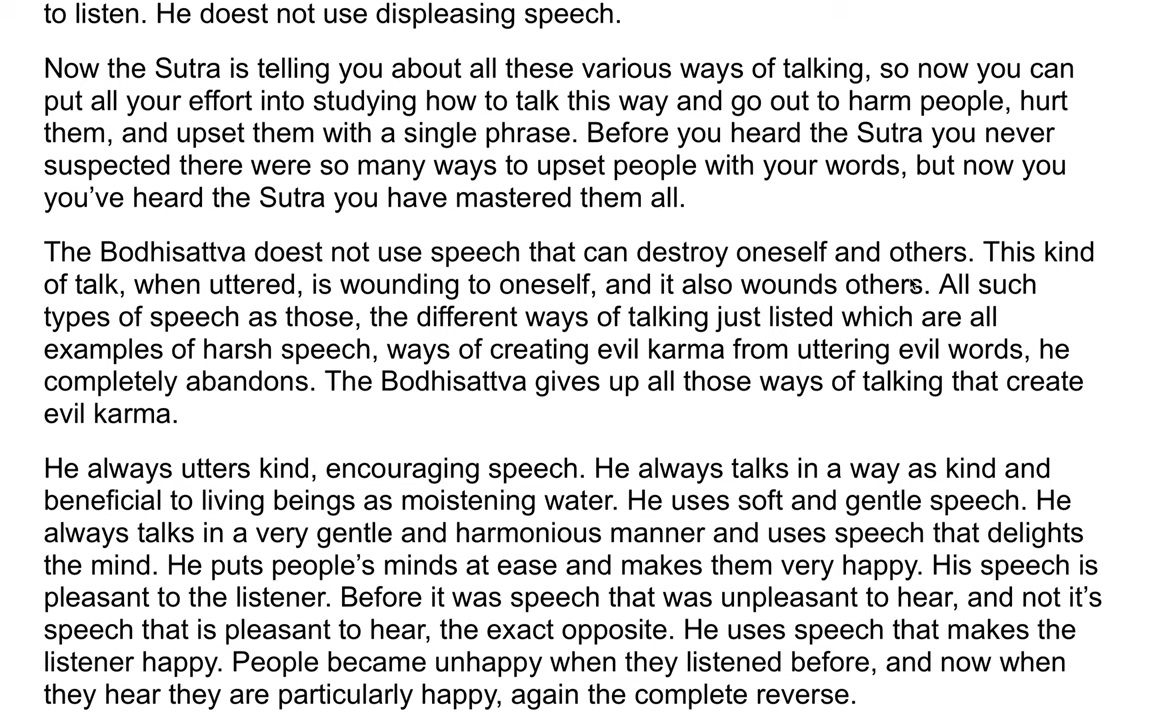 to listen. He doest not use displeasing speech.
Now the Sutra is telling you about all these various ways of talking, so now you can
put all your effort into studying how to talk this way and go out to harm people, hurt
them, and upset them with a single phrase. Before you heard the Sutra you never
suspected there were so many ways to upset people with your words, but now you
you’ve heard the Sutra you have mastered them all.
The Bodhisattva doest not use speech that can destroy oneself and others. This kind
of talk, when uttered, is wounding to oneself, and it also wounds others. All such
types of speech as those, the different ways of talking just listed which are all
examples of harsh speech, ways of creating evil karma from uttering evil words, he
completely abandons. The Bodhisattva gives up all those ways of talking that create
evil karma.
He always utters kind, encouraging speech. He always talks in a way as kind and
beneficial to living beings as moistening water. He uses soft and gentle speech. He
always talks in a very gentle and harmonious manner and uses speech that delights
the mind. He puts people’s minds at ease and makes them very happy. His speech is
pleasant to the listener. Before it was speech that was unpleasant to hear, and not it’s
speech that is pleasant to hear, the exact opposite. He uses speech that makes the
listener happy. People became unhappy when they listened before, and now when
they hear they are particularly happy, again the complete reverse.